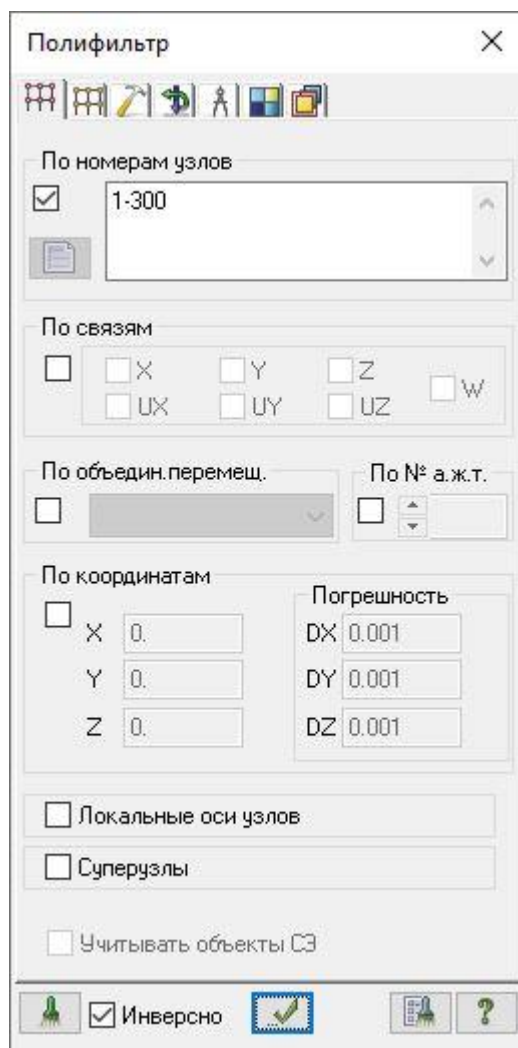 Полифильтр
По номерам узлов
1-300
По связям
X Y Z W
UX UY UZ
По объедин.перемещ. По № а.ж.т.
По координатам
Погрешность
X 0. DX 0.001
Y 0. DY 0.001
Z 0. DZ 0.001
Локальные оси узлов
Суперузлы
Учитывать объекты СЭ
Инверсно ?